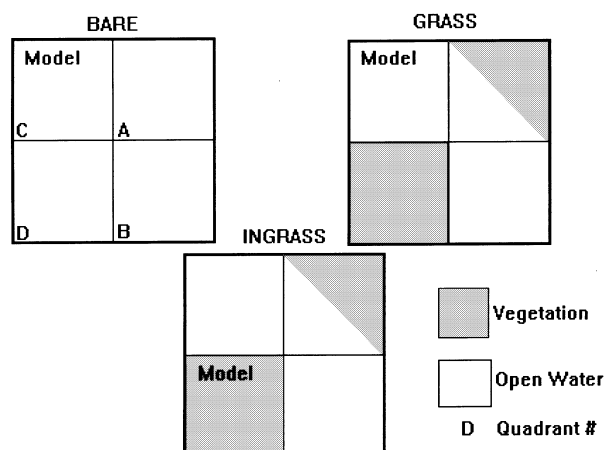 BARE
GRASS
Model
Model
C
A
D
B
INGRASS
Model
Vegetation
Open Water
D Quadrant #